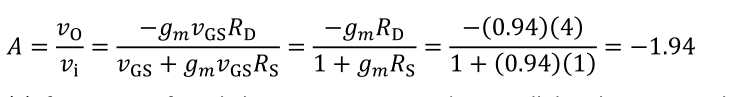 A = v_O/v_i = −g_m v_GS R_D / (v_GS + g_m v_GS R_S) = −g_m R_D / (1 + g_m R_S) = −(0.94)(4) / (1 + (0.94)(1)) = −1.94